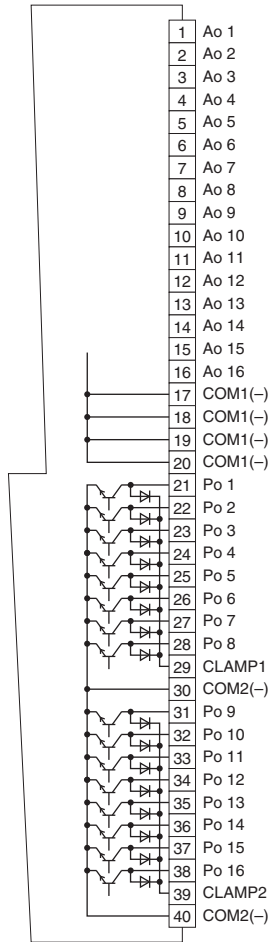 1 Ao 1
2 Ao 2
3 Ao 3
4 Ao 4
5 Ao 5
6 Ao 6
7 Ao 7
8 Ao 8
9 Ao 9
10 Ao 10
11 Ao 11
12 Ao 12
13 Ao 13
14 Ao 14
15 Ao 15
16 Ao 16
17 COM1(–)
18 COM1(–)
19 COM1(–)
20 COM1(–)
21 Po 1
22 Po 2
23 Po 3
24 Po 4
25 Po 5
26 Po 6
27 Po 7
28 Po 8
29 CLAMP1
30 COM2(–)
31 Po 9
32 Po 10
33 Po 11
34 Po 12
35 Po 13
36 Po 14
37 Po 15
38 Po 16
39 CLAMP2
40 COM2(–)